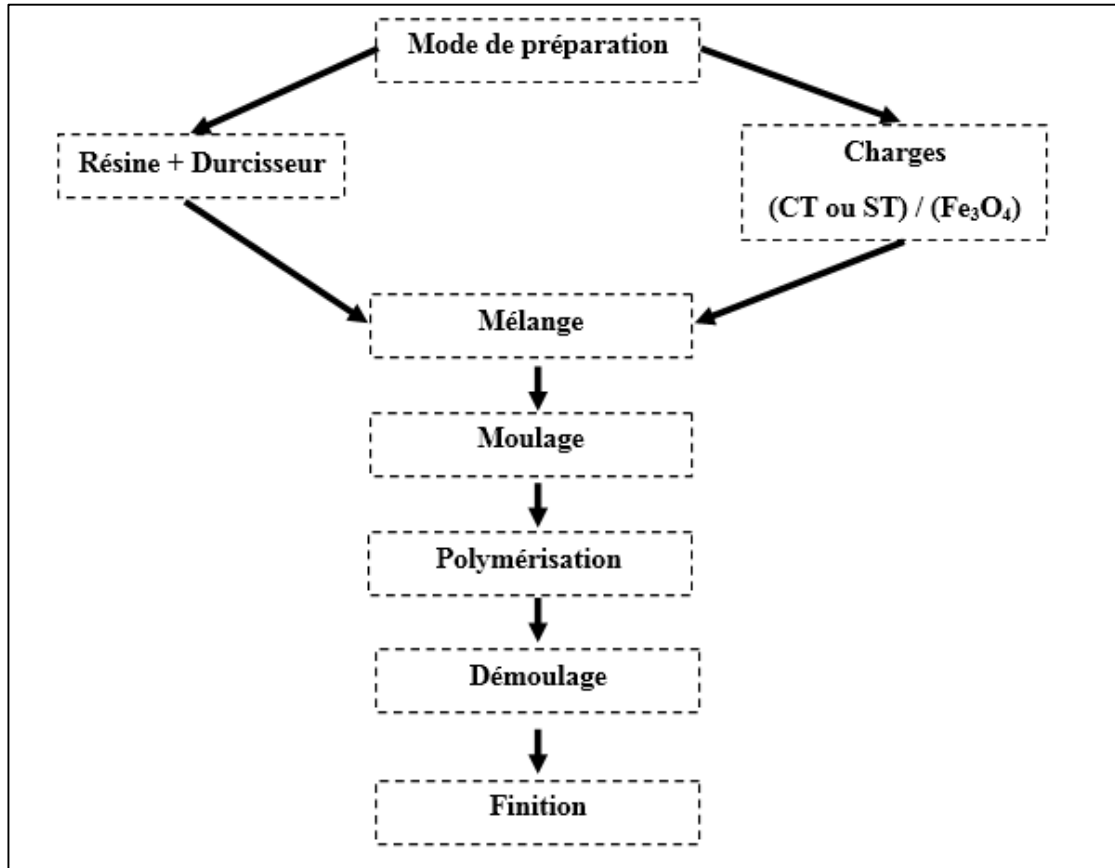 Mode de préparation
Résine + Durcisseur
Charges
(CT ou ST) / (Fe₃O₄)
Mélange
Moulage
Polymérisation
Démoulage
Finition